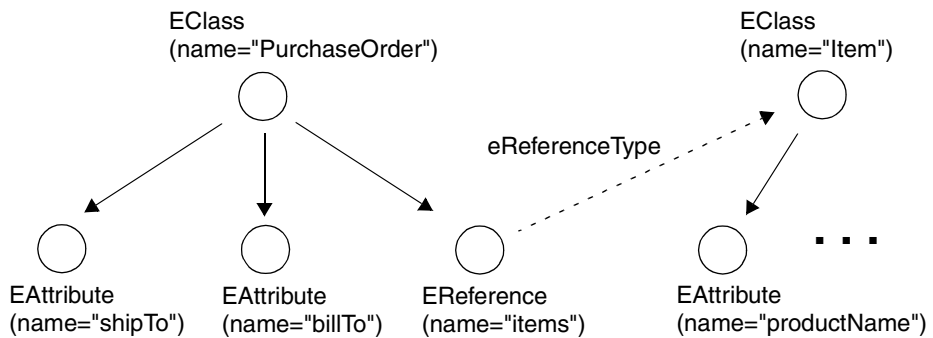 EClass
(name="PurchaseOrder")
EClass
(name="Item")
eReferenceType
EAttribute
(name="shipTo")
EAttribute
(name="billTo")
EReference
(name="items")
EAttribute
(name="productName")
. . .